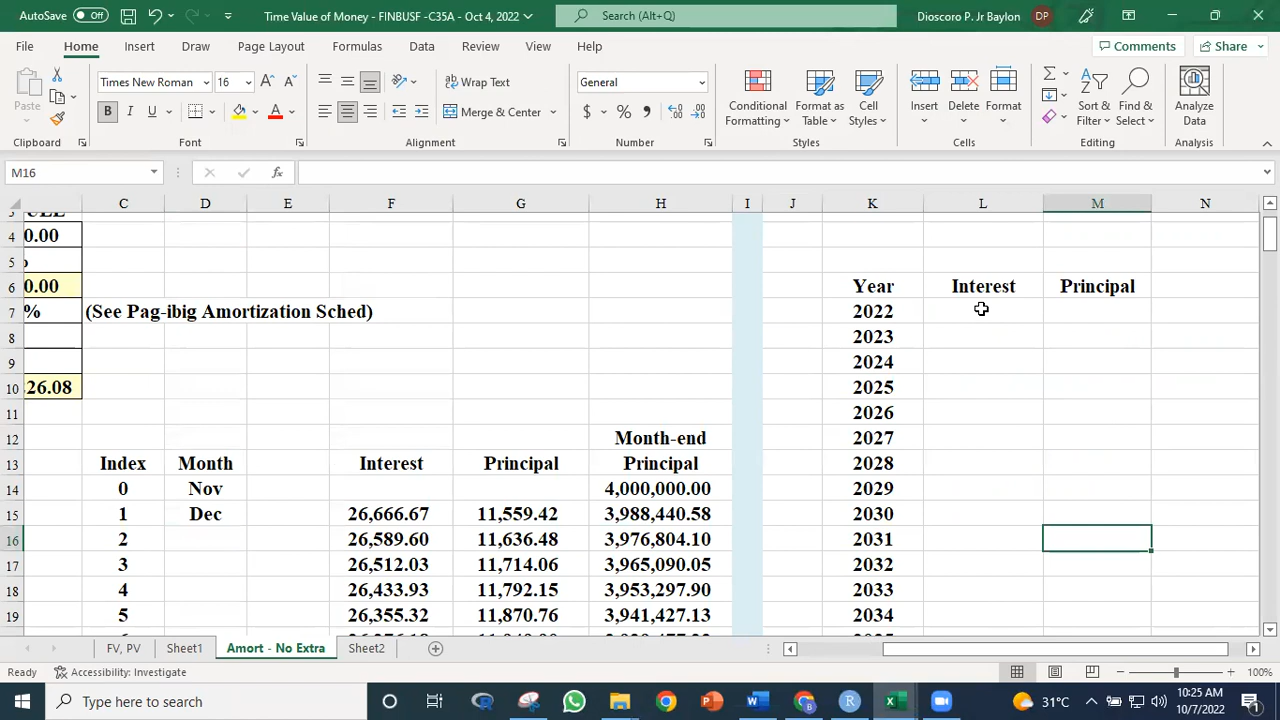 AutoSave Off Time Value of Money - FINBUSF -C35A - Oct 4, 2022 Search (Alt+Q) Dioscoro P. Jr Baylon DP
File Home Insert Draw Page Layout Formulas Data Review View Help Comments Share
Paste Times New Roman 16 Wrap Text General Conditional Formatting Format as Table Cell Styles Insert Delete Format Sort & Filter Find & Select Analyze Data
B I U A Merge & Center $ %
Clipboard Font Alignment Number Styles Cells Editing Analysis
M16 fx
C D E F G H I J K L M N
4 0.00
5
6 0.00 Year Interest Principal
7 % (See Pag-ibig Amortization Sched) 2022
8 2023
9 2024
10 26.08 2025
11 2026
12 Month-end 2027
13 Index Month Interest Principal Principal 2028
14 0 Nov 4,000,000.00 2029
15 1 Dec 26,666.67 11,559.42 3,988,440.58 2030
16 2 26,589.60 11,636.48 3,976,804.10 2031
17 3 26,512.03 11,714.06 3,965,090.05 2032
18 4 26,433.93 11,792.15 3,953,297.90 2033
19 5 26,355.32 11,870.76 3,941,427.13 2034
FV, PV Sheet1 Amort - No Extra Sheet2
Ready Accessibility: Investigate 100%
Type here to search 31°C 10:25 AM
10/7/2022